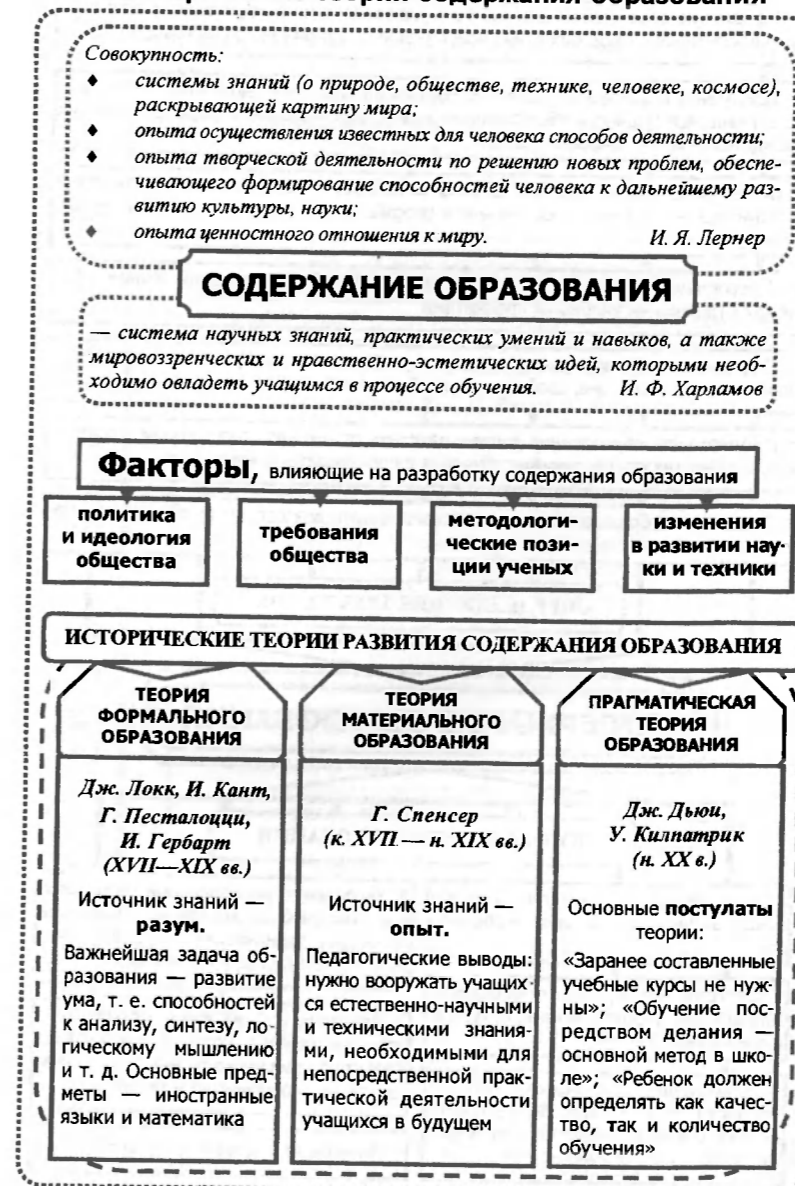 теории содержания образования
Совокупность:
♦ системы знаний (о природе, обществе, технике, человеке, космосе),
раскрывающей картину мира;
♦ опыта осуществления известных для человека способов деятельности;
♦ опыта творческой деятельности по решению новых проблем, обеспе-
чивающего формирование способностей человека к дальнейшему раз-
витию культуры, науки;
♦ опыта ценностного отношения к миру. И. Я. Лернер
СОДЕРЖАНИЕ ОБРАЗОВАНИЯ
— система научных знаний, практических умений и навыков, а также
мировоззренческих и нравственно-эстетических идей, которыми необ-
ходимо овладеть учащимся в процессе обучения. И. Ф. Харламов
Факторы, влияющие на разработку содержания образования
политика
и идеология
общества
требования
общества
методологи-
ческие пози-
ции ученых
изменения
в развитии нау-
ки и техники
ИСТОРИЧЕСКИЕ ТЕОРИИ РАЗВИТИЯ СОДЕРЖАНИЯ ОБРАЗОВАНИЯ
ТЕОРИЯ
ФОРМАЛЬНОГО
ОБРАЗОВАНИЯ
Дж. Локк, И. Кант,
Г. Песталоцци,
И. Гербарт
(XVII—XIX вв.)
Источник знаний —
разум.
Важнейшая задача об-
разования — развитие
ума, т. е. способностей
к анализу, синтезу, ло-
гическому мышлению
и т. д. Основные пред-
меты — иностранные
языки и математика
ТЕОРИЯ
МАТЕРИАЛЬНОГО
ОБРАЗОВАНИЯ
Г. Спенсер
(к. XVII — н. XIX вв.)
Источник знаний —
опыт.
Педагогические выводы:
нужно вооружать учащих-
ся естественно-научными
и техническими знания-
ми, необходимыми для
непосредственной прак-
тической деятельности
учащихся в будущем
ПРАГМАТИЧЕСКАЯ
ТЕОРИЯ
ОБРАЗОВАНИЯ
Дж. Дьюи,
У. Килпатрик
(н. XX в.)
Основные постулаты
теории:
«Заранее составленные
учебные курсы не нуж-
ны»; «Обучение пос-
редством делания —
основной метод в шко-
ле»; «Ребенок должен
определять как качес-
тво, так и количество
обучения»